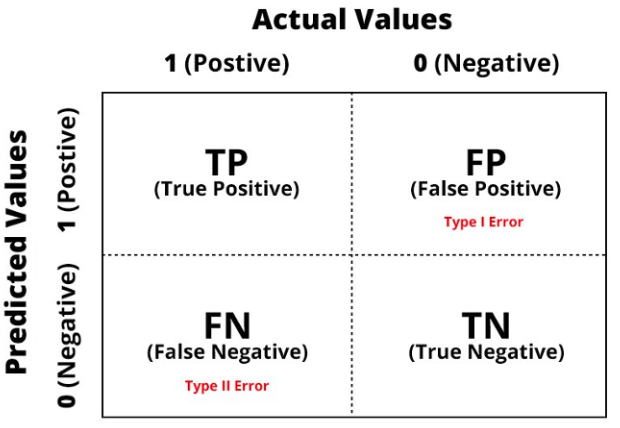 Actual Values
1 (Postive)
0 (Negative)
Predicted Values
1 (Postive)
0 (Negative)
TP
(True Positive)
FP
(False Positive)
Type I Error
FN
(False Negative)
Type II Error
TN
(True Negative)